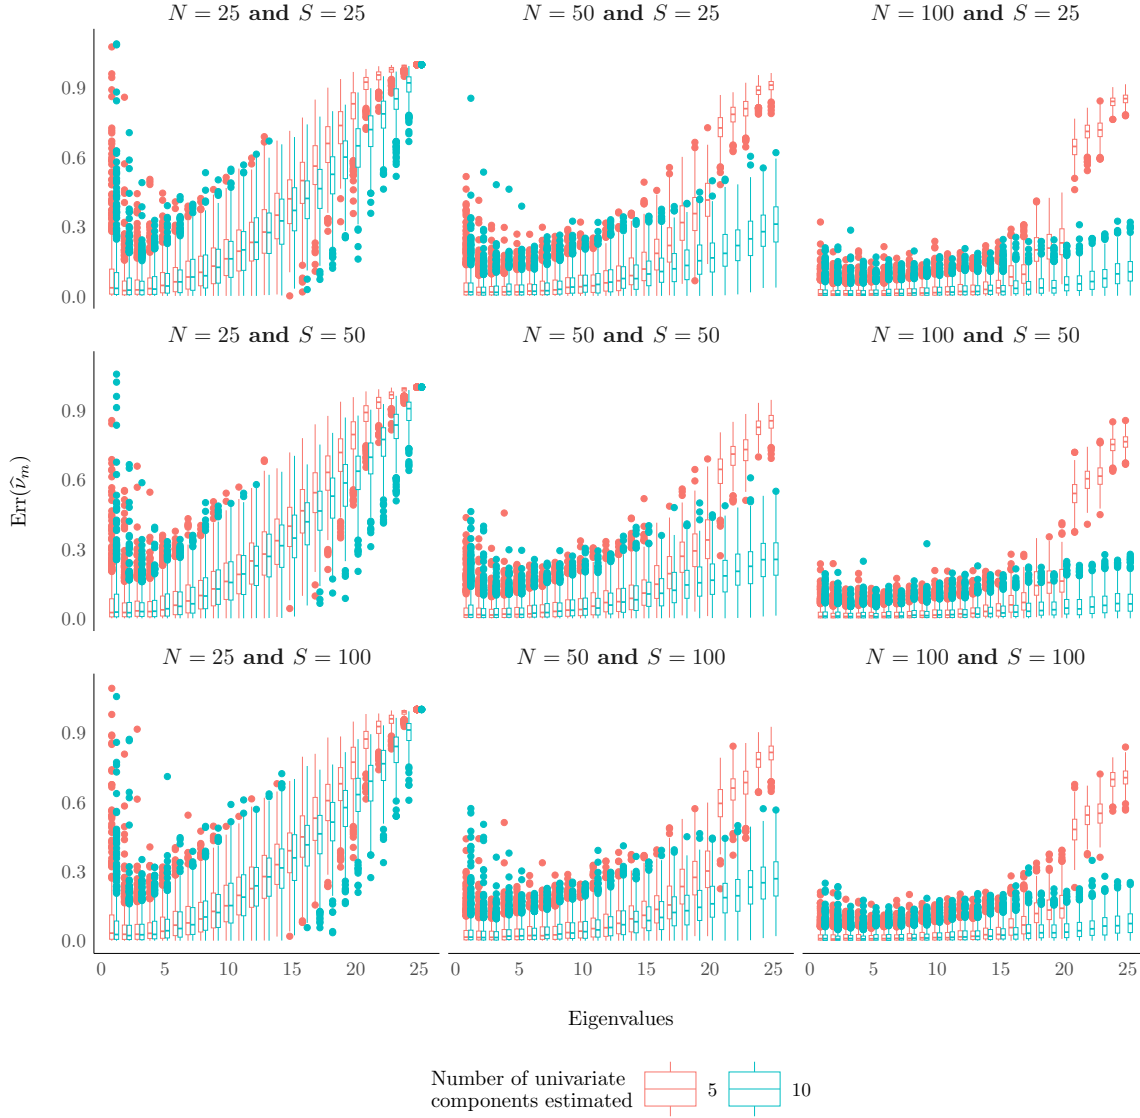 N = 25 and S = 25
N = 50 and S = 25
N = 100 and S = 25
0.9
0.6
0.3
0.0
N = 25 and S = 50
N = 50 and S = 50
N = 100 and S = 50
0.9
0.6
0.3
0.0
Err(ν̂ₘ)
N = 25 and S = 100
N = 50 and S = 100
N = 100 and S = 100
0.9
0.6
0.3
0.0
0 5 10 15 20 25
0 5 10 15 20 25
0 5 10 15 20 25
Eigenvalues
Number of univariate
components estimated
5
10